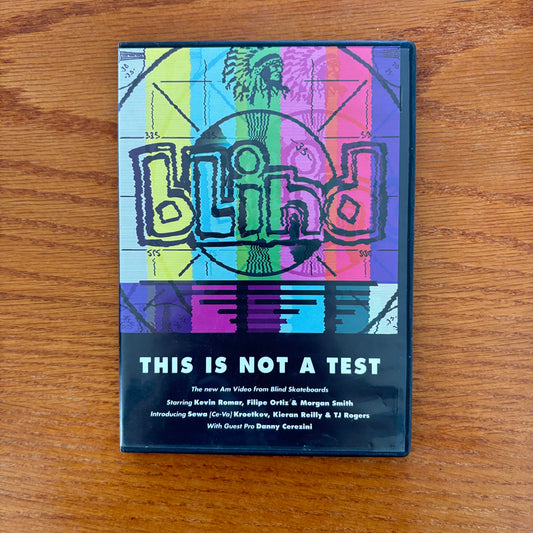 blind
THIS IS NOT A TEST
The new Am Video from Blind Skateboards
Starring Kevin Romar, Filipe Ortiz & Morgan Smith
Introducing Sewa [Ce-Va] Kroetkov, Kieran Reilly & TJ Rogers
With Guest Pro Danny Cerezini